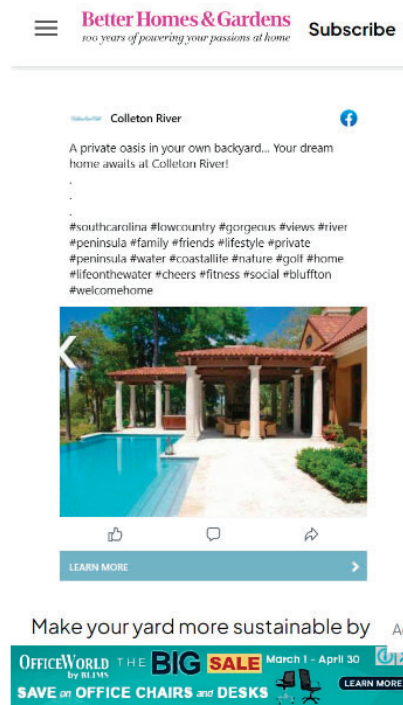 Better Homes & Gardens
100 years of powering your passions at home
Subscribe
Colleton River
A private oasis in your own backyard... Your dream
home awaits at Colleton River!
.
.
.
#southcarolina #lowcountry #gorgeous #views #river
#peninsula #family #friends #lifestyle #private
#peninsula #water #coastallife #nature #golf #home
#lifeonthewater #cheers #fitness #social #bluffton
#welcomehome
LEARN MORE
Make your yard more sustainable by
OFFICEWORLD THE BIG SALE March 1 - April 30
by BLIMS
SAVE on OFFICE CHAIRS and DESKS
LEARN MORE